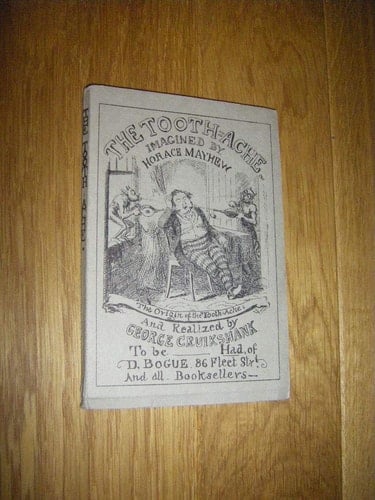 THE TOOTH-ACHE
IMAGINED BY
HORACE MAYHEW
The Origin of the Tooth-Ache.
And Realized by
GEORGE CRUIKSHANK
To be Had, of
D. BOGUE. 86 Fleet Strt
And all Booksellers—
THE TOOTH ACHE.